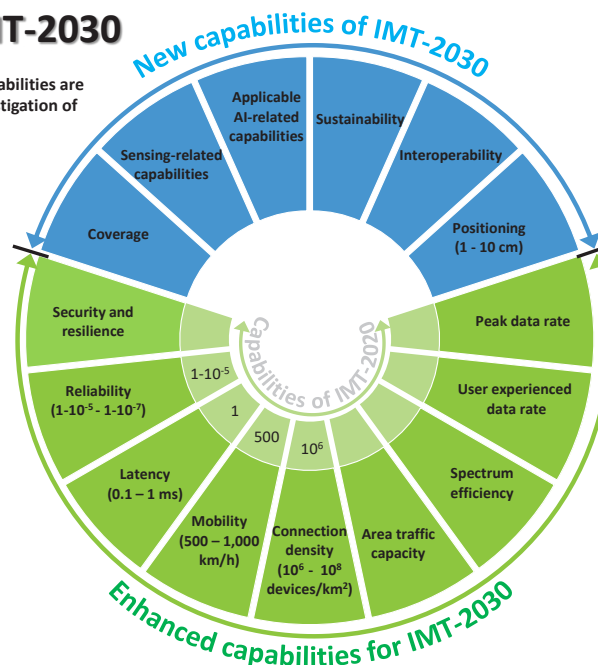 MT-2030
abilities are
tigation of
New capabilities of IMT-2030
Coverage
Sensing-related
capabilities
Applicable
AI-related
capabilities
Sustainability
Interoperability
Positioning
(1 - 10 cm)
Security and
resilience
Reliability
(1-10⁻⁵ - 1-10⁻⁷)
Latency
(0.1 – 1 ms)
Mobility
(500 – 1,000
km/h)
Connection
density
(10⁶ - 10⁸
devices/km²)
Area traffic
capacity
Spectrum
efficiency
User experienced
data rate
Peak data rate
1-10⁻⁵
1
500
10⁶
Capabilities of IMT-2020
Enhanced capabilities for IMT-2030